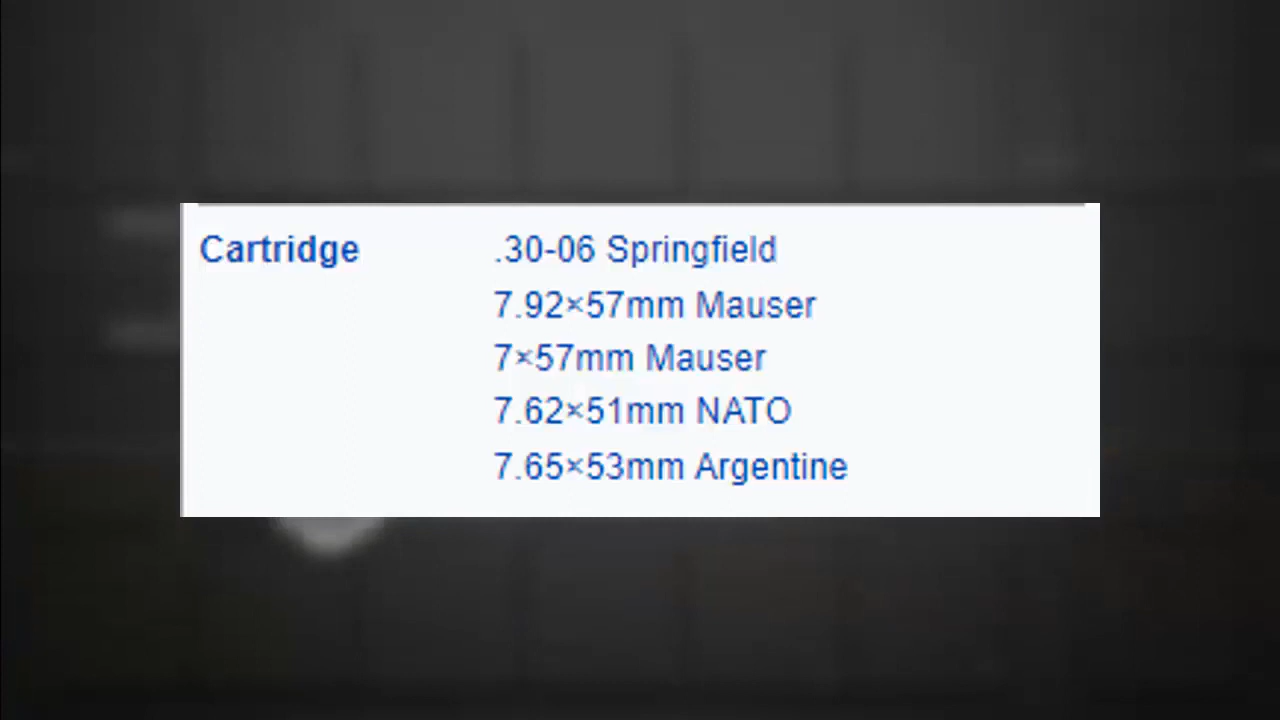 Cartridge .30-06 Springfield
7.92×57mm Mauser
7×57mm Mauser
7.62×51mm NATO
7.65×53mm Argentine